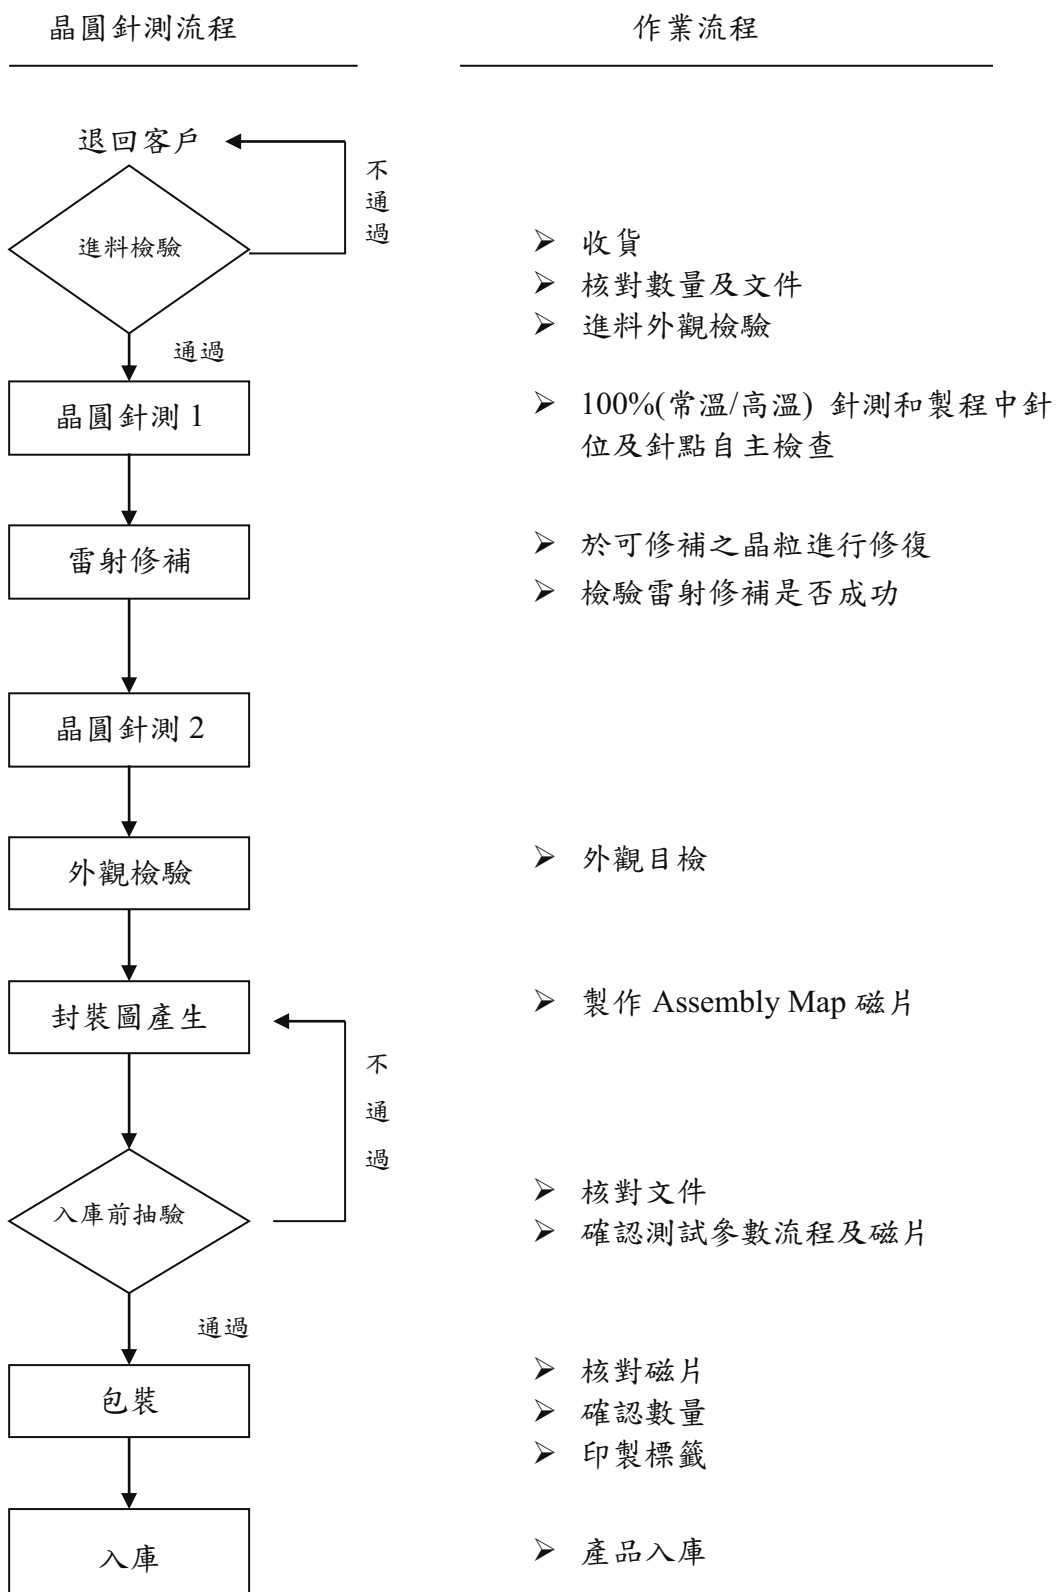 晶圓針測流程
作業流程
退回客戶
不通過
進料檢驗
➢ 收貨
➢ 核對數量及文件
➢ 進料外觀檢驗
通過
晶圓針測 1
➢ 100%(常溫/高溫) 針測和製程中針
位及針點自主檢查
雷射修補
➢ 於可修補之晶粒進行修復
➢ 檢驗雷射修補是否成功
晶圓針測 2
外觀檢驗
➢ 外觀目檢
封裝圖產生
➢ 製作 Assembly Map 磁片
不通過
入庫前抽驗
➢ 核對文件
➢ 確認測試參數流程及磁片
通過
包裝
➢ 核對磁片
➢ 確認數量
➢ 印製標籤
入庫
➢ 產品入庫